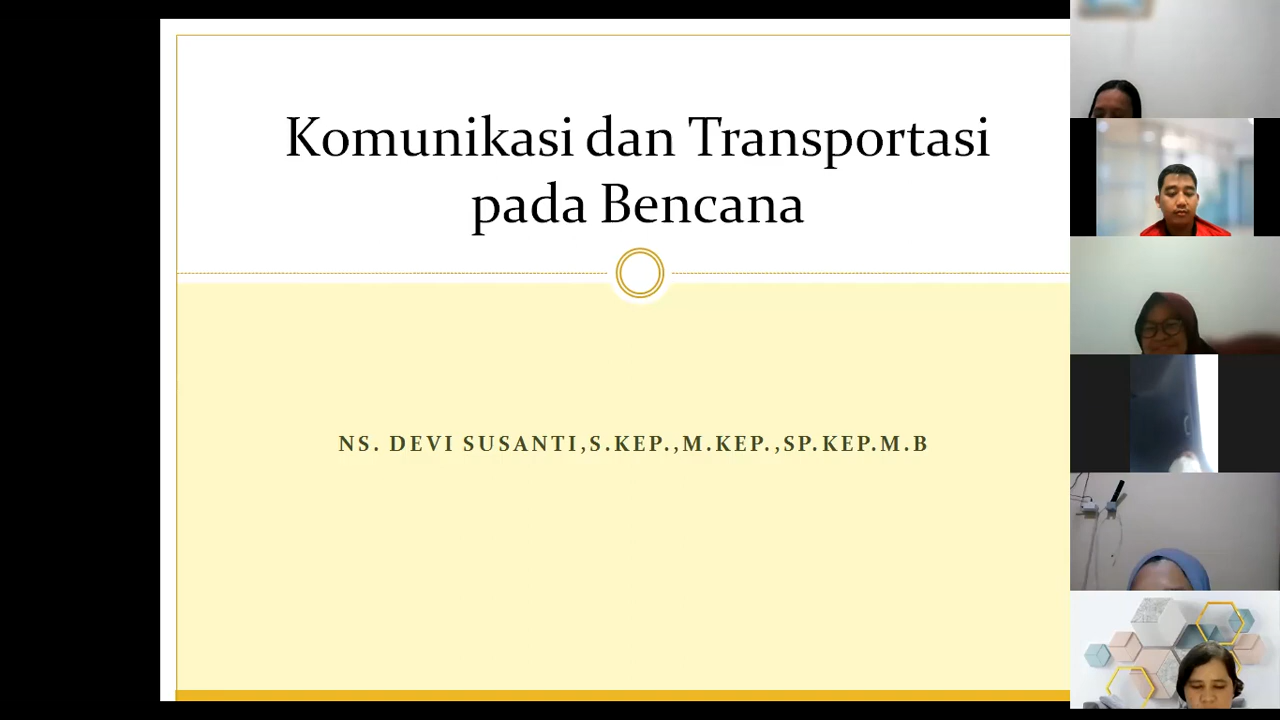 Komunikasi dan Transportasi
pada Bencana
NS. DEVI SUSANTI,S.KEP.,M.KEP.,SP.KEP.M.B